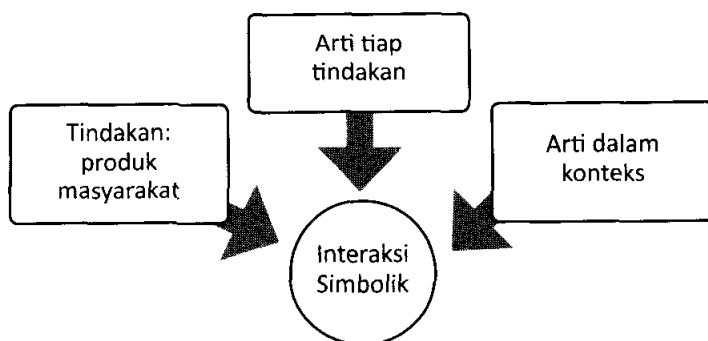 Arti tiap
tindakan
Tindakan:
produk
masyarakat
Arti dalam
konteks
Interaksi
Simbolik